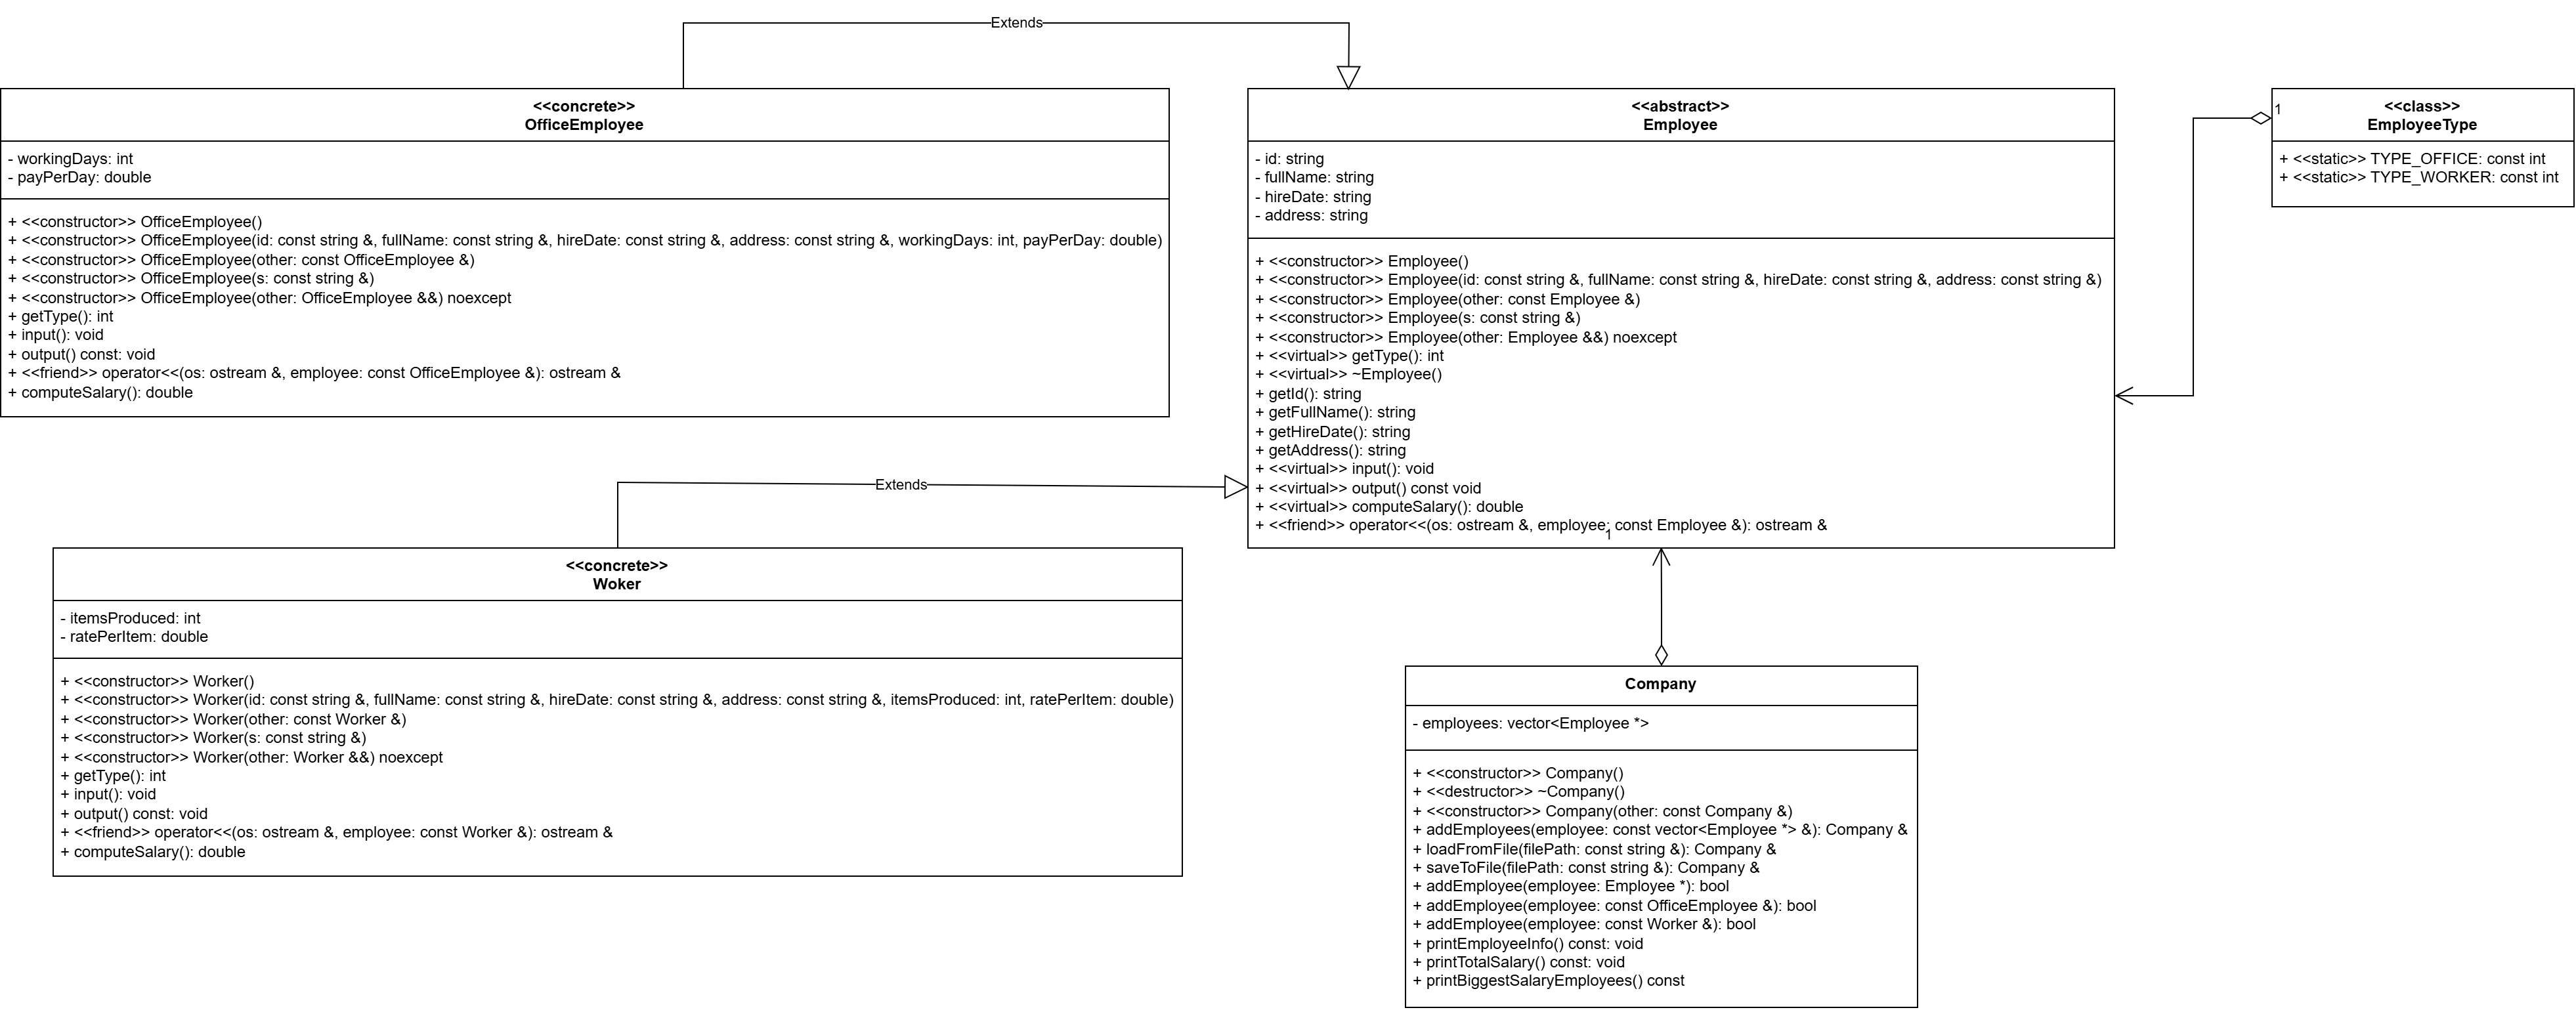 Extends
<<concrete>>
OfficeEmployee
- workingDays: int
- payPerDay: double
+ <<constructor>> OfficeEmployee()
+ <<constructor>> OfficeEmployee(id: const string &, fullName: const string &, hireDate: const string &, address: const string &, workingDays: int, payPerDay: double)
+ <<constructor>> OfficeEmployee(other: const OfficeEmployee &)
+ <<constructor>> OfficeEmployee(s: const string &)
+ <<constructor>> OfficeEmployee(other: OfficeEmployee &&) noexcept
+ getType(): int
+ input(): void
+ output() const: void
+ <<friend>> operator<<(os: ostream &, employee: const OfficeEmployee &): ostream &
+ computeSalary(): double
<<abstract>>
Employee
- id: string
- fullName: string
- hireDate: string
- address: string
+ <<constructor>> Employee()
+ <<constructor>> Employee(id: const string &, fullName: const string &, hireDate: const string &, address: const string &)
+ <<constructor>> Employee(other: const Employee &)
+ <<constructor>> Employee(s: const string &)
+ <<constructor>> Employee(other: Employee &&) noexcept
+ <<virtual>> getType(): int
+ <<virtual>> ~Employee()
+ getId(): string
+ getFullName(): string
+ getHireDate(): string
+ getAddress(): string
+ <<virtual>> input(): void
+ <<virtual>> output() const void
+ <<virtual>> computeSalary(): double
+ <<friend>> operator<<(os: ostream &, employee: const Employee &): ostream &
1
1
<<class>>
EmployeeType
+ <<static>> TYPE_OFFICE: const int
+ <<static>> TYPE_WORKER: const int
Extends
<<concrete>>
Woker
- itemsProduced: int
- ratePerItem: double
+ <<constructor>> Worker()
+ <<constructor>> Worker(id: const string &, fullName: const string &, hireDate: const string &, address: const string &, itemsProduced: int, ratePerItem: double)
+ <<constructor>> Worker(other: const Worker &)
+ <<constructor>> Worker(s: const string &)
+ <<constructor>> Worker(other: Worker &&) noexcept
+ getType(): int
+ input(): void
+ output() const: void
+ <<friend>> operator<<(os: ostream &, employee: const Worker &): ostream &
+ computeSalary(): double
Company
- employees: vector<Employee *>
+ <<constructor>> Company()
+ <<destructor>> ~Company()
+ <<constructor>> Company(other: const Company &)
+ addEmployees(employee: const vector<Employee *> &): Company &
+ loadFromFile(filePath: const string &): Company &
+ saveToFile(filePath: const string &): Company &
+ addEmployee(employee: Employee *): bool
+ addEmployee(employee: const OfficeEmployee &): bool
+ addEmployee(employee: const Worker &): bool
+ printEmployeeInfo() const: void
+ printTotalSalary() const: void
+ printBiggestSalaryEmployees() const